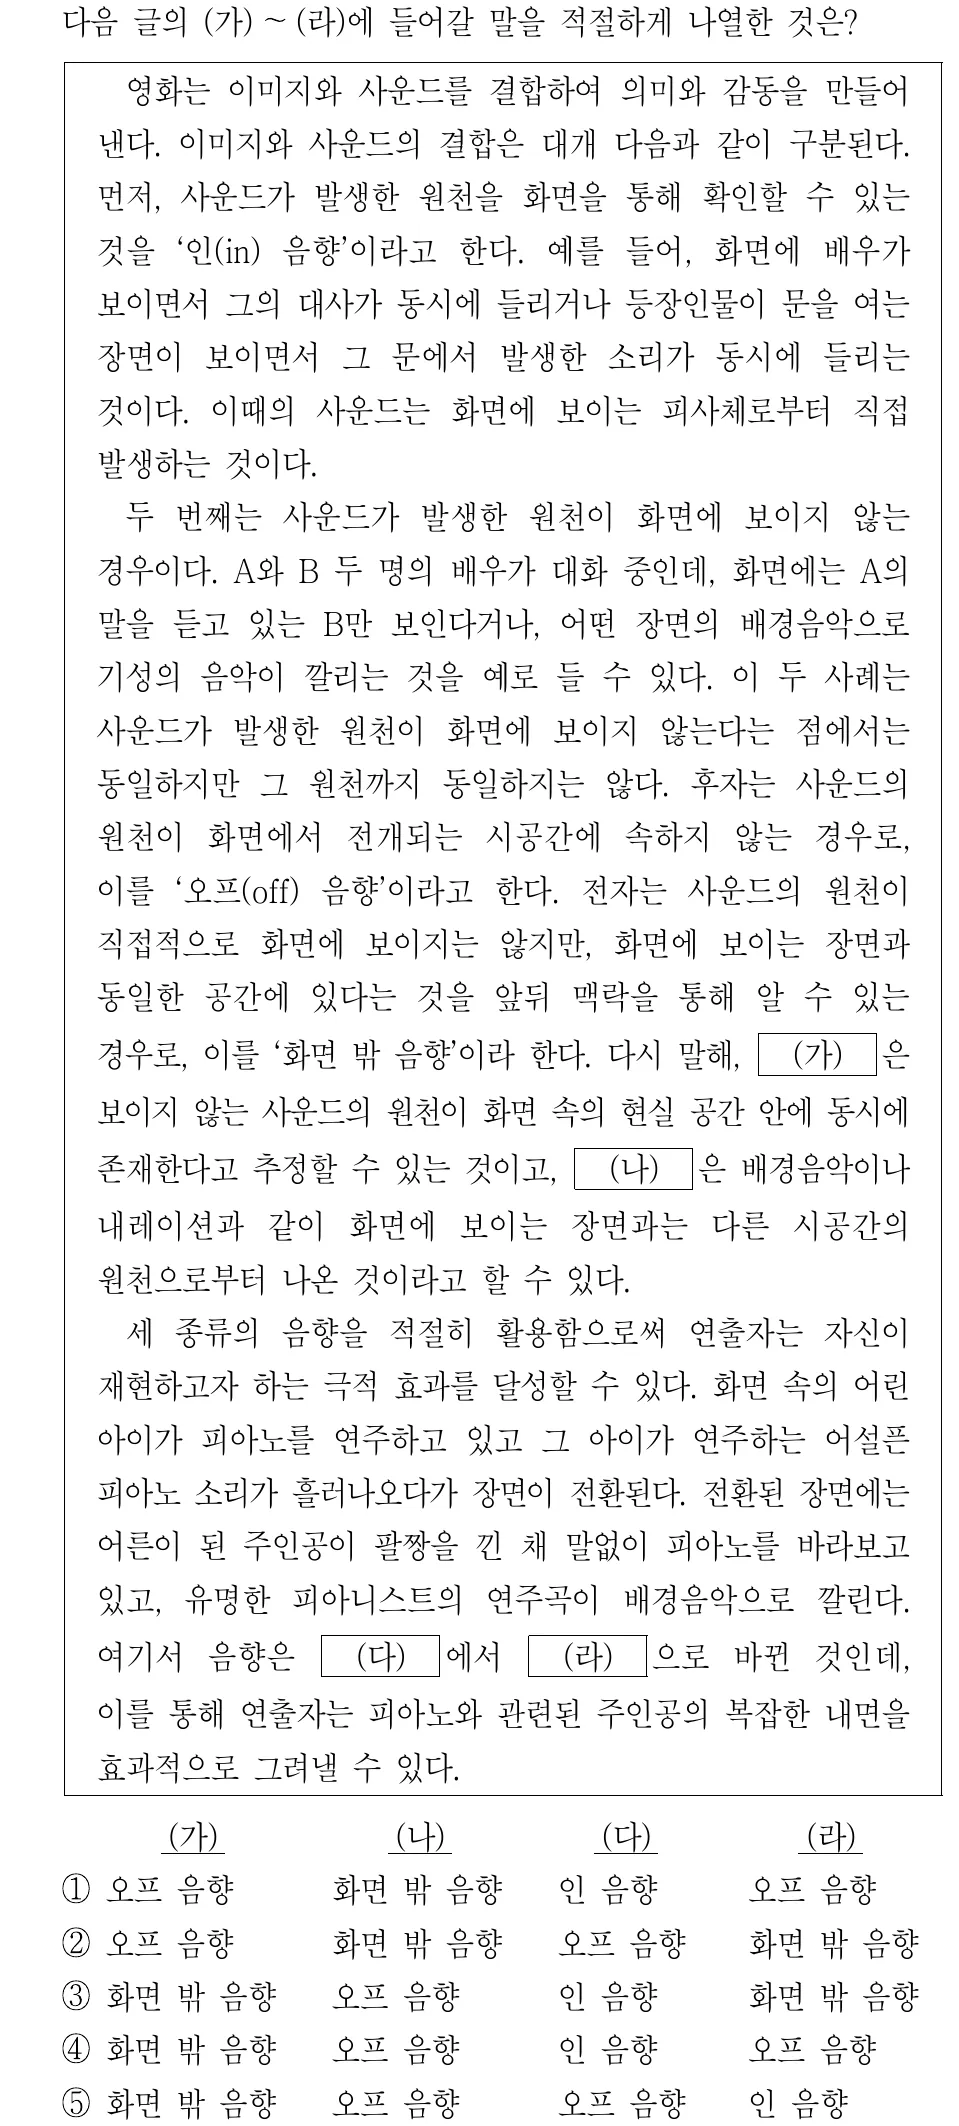 다음 글의 (가) ~ (라)에 들어갈 말을 적절하게 나열한 것은?
영화는 이미지와 사운드를 결합하여 의미와 감동을 만들어
낸다. 이미지와 사운드의 결합은 대개 다음과 같이 구분된다.
먼저, 사운드가 발생한 원천을 화면을 통해 확인할 수 있는
것을 ‘인(in) 음향’이라고 한다. 예를 들어, 화면에 배우가
보이면서 그의 대사가 동시에 들리거나 등장인물이 문을 여는
장면이 보이면서 그 문에서 발생한 소리가 동시에 들리는
것이다. 이때의 사운드는 화면에 보이는 피사체로부터 직접
발생하는 것이다.
두 번째는 사운드가 발생한 원천이 화면에 보이지 않는
경우이다. A와 B 두 명의 배우가 대화 중인데, 화면에는 A의
말을 듣고 있는 B만 보인다거나, 어떤 장면의 배경음악으로
기성의 음악이 깔리는 것을 예로 들 수 있다. 이 두 사례는
사운드가 발생한 원천이 화면에 보이지 않는다는 점에서는
동일하지만 그 원천까지 동일하지는 않다. 후자는 사운드의
원천이 화면에서 전개되는 시공간에 속하지 않는 경우로,
이를 ‘오프(off) 음향’이라고 한다. 전자는 사운드의 원천이
직접적으로 화면에 보이지는 않지만, 화면에 보이는 장면과
동일한 공간에 있다는 것을 앞뒤 맥락을 통해 알 수 있는
경우로, 이를 ‘화면 밖 음향’이라 한다. 다시 말해, (가) 은
보이지 않는 사운드의 원천이 화면 속의 현실 공간 안에 동시에
존재한다고 추정할 수 있는 것이고, (나) 은 배경음악이나
내레이션과 같이 화면에 보이는 장면과는 다른 시공간의
원천으로부터 나온 것이라고 할 수 있다.
세 종류의 음향을 적절히 활용함으로써 연출자는 자신이
재현하고자 하는 극적 효과를 달성할 수 있다. 화면 속의 어린
아이가 피아노를 연주하고 있고 그 아이가 연주하는 어설픈
피아노 소리가 흘러나오다가 장면이 전환된다. 전환된 장면에는
어른이 된 주인공이 팔짱을 낀 채 말없이 피아노를 바라보고
있고, 유명한 피아니스트의 연주곡이 배경음악으로 깔린다.
여기서 음향은 (다) 에서 (라) 으로 바뀐 것인데,
이를 통해 연출자는 피아노와 관련된 주인공의 복잡한 내면을
효과적으로 그려낼 수 있다.
(가) (나) (다) (라)
① 오프 음향 화면 밖 음향 인 음향 오프 음향
② 오프 음향 화면 밖 음향 오프 음향 화면 밖 음향
③ 화면 밖 음향 오프 음향 인 음향 화면 밖 음향
④ 화면 밖 음향 오프 음향 인 음향 오프 음향
⑤ 화면 밖 음향 오프 음향 오프 음향 인 음향